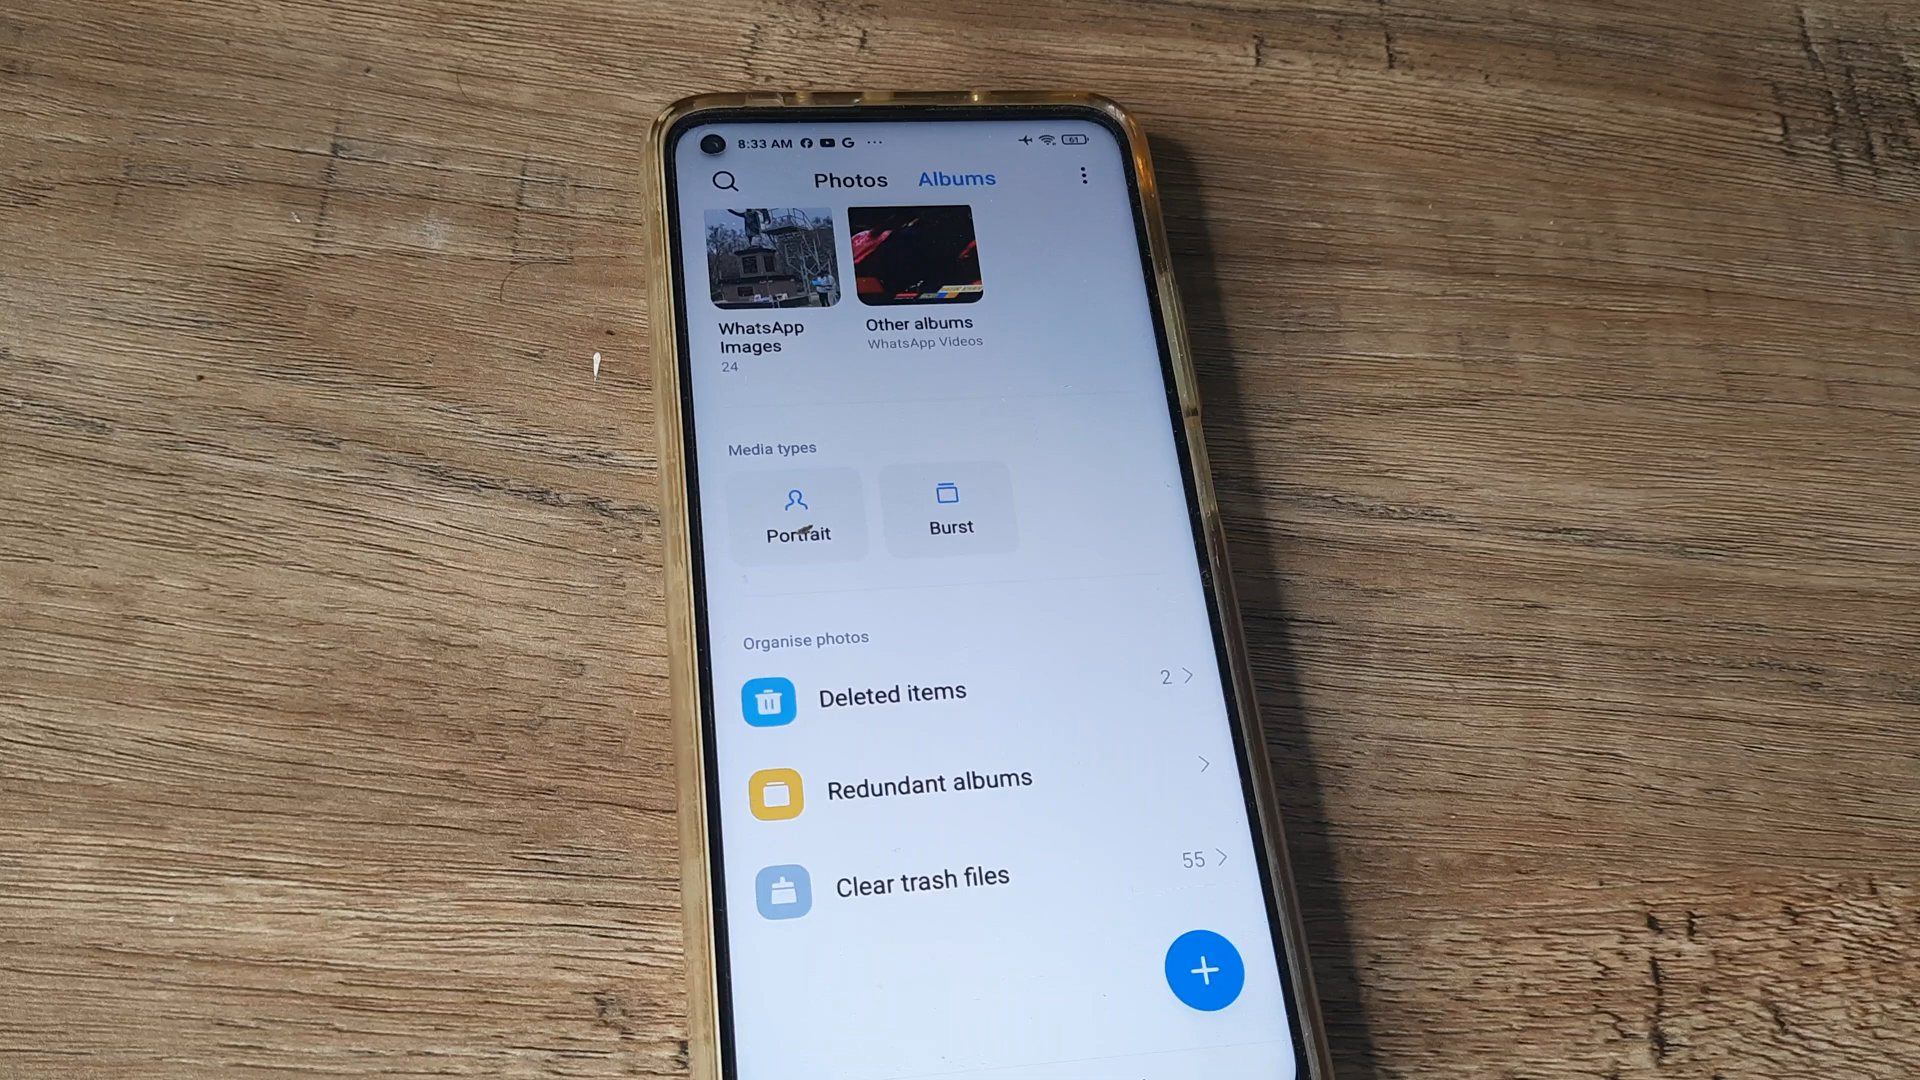 8:33 AM
61
Photos
Albums
WhatsApp
Images
24
Other albums
WhatsApp Videos
Media types
Portrait
Burst
Organise photos
Deleted items
2
Redundant albums
Clear trash files
55